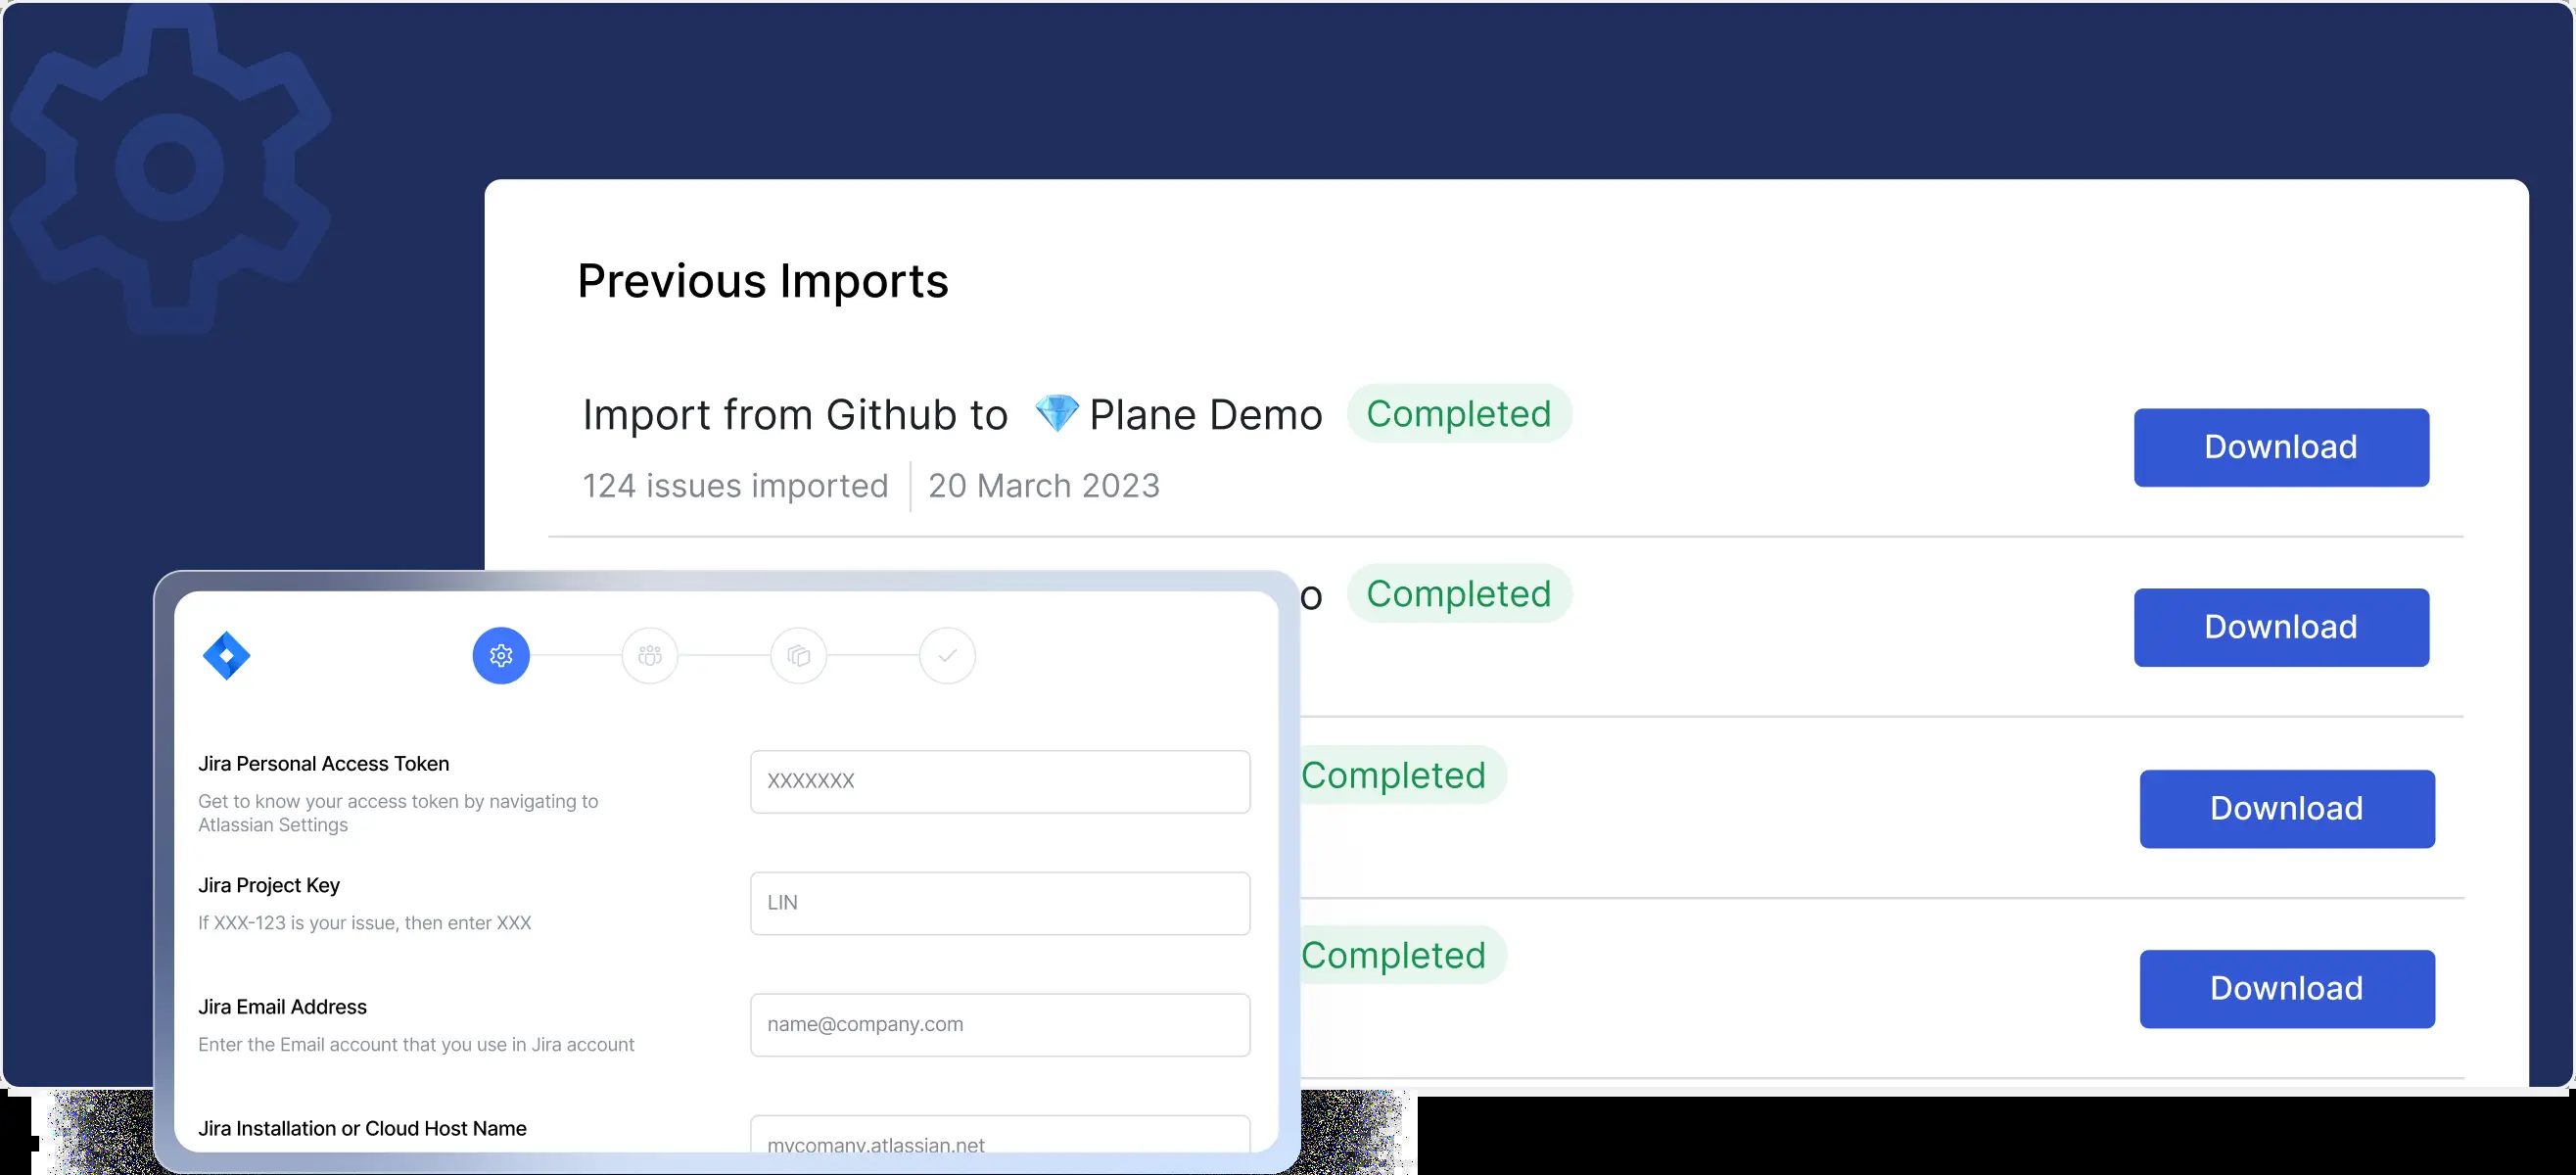 Previous Imports
Import from Github to 💎 Plane Demo Completed
124 issues imported | 20 March 2023
Download
o Completed
Download
Completed
Download
Completed
Download
Jira Personal Access Token
Get to know your access token by navigating to
Atlassian Settings
XXXXXXX
Jira Project Key
If XXX-123 is your issue, then enter XXX
LIN
Jira Email Address
Enter the Email account that you use in Jira account
name@company.com
Jira Installation or Cloud Host Name
mycomany.atlassian.net